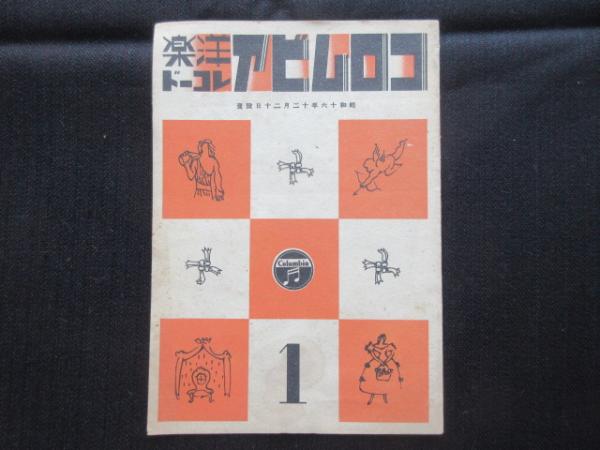 コロムビア
洋楽
レコード
昭和十六年十二月二十日發賣
Columbia
1